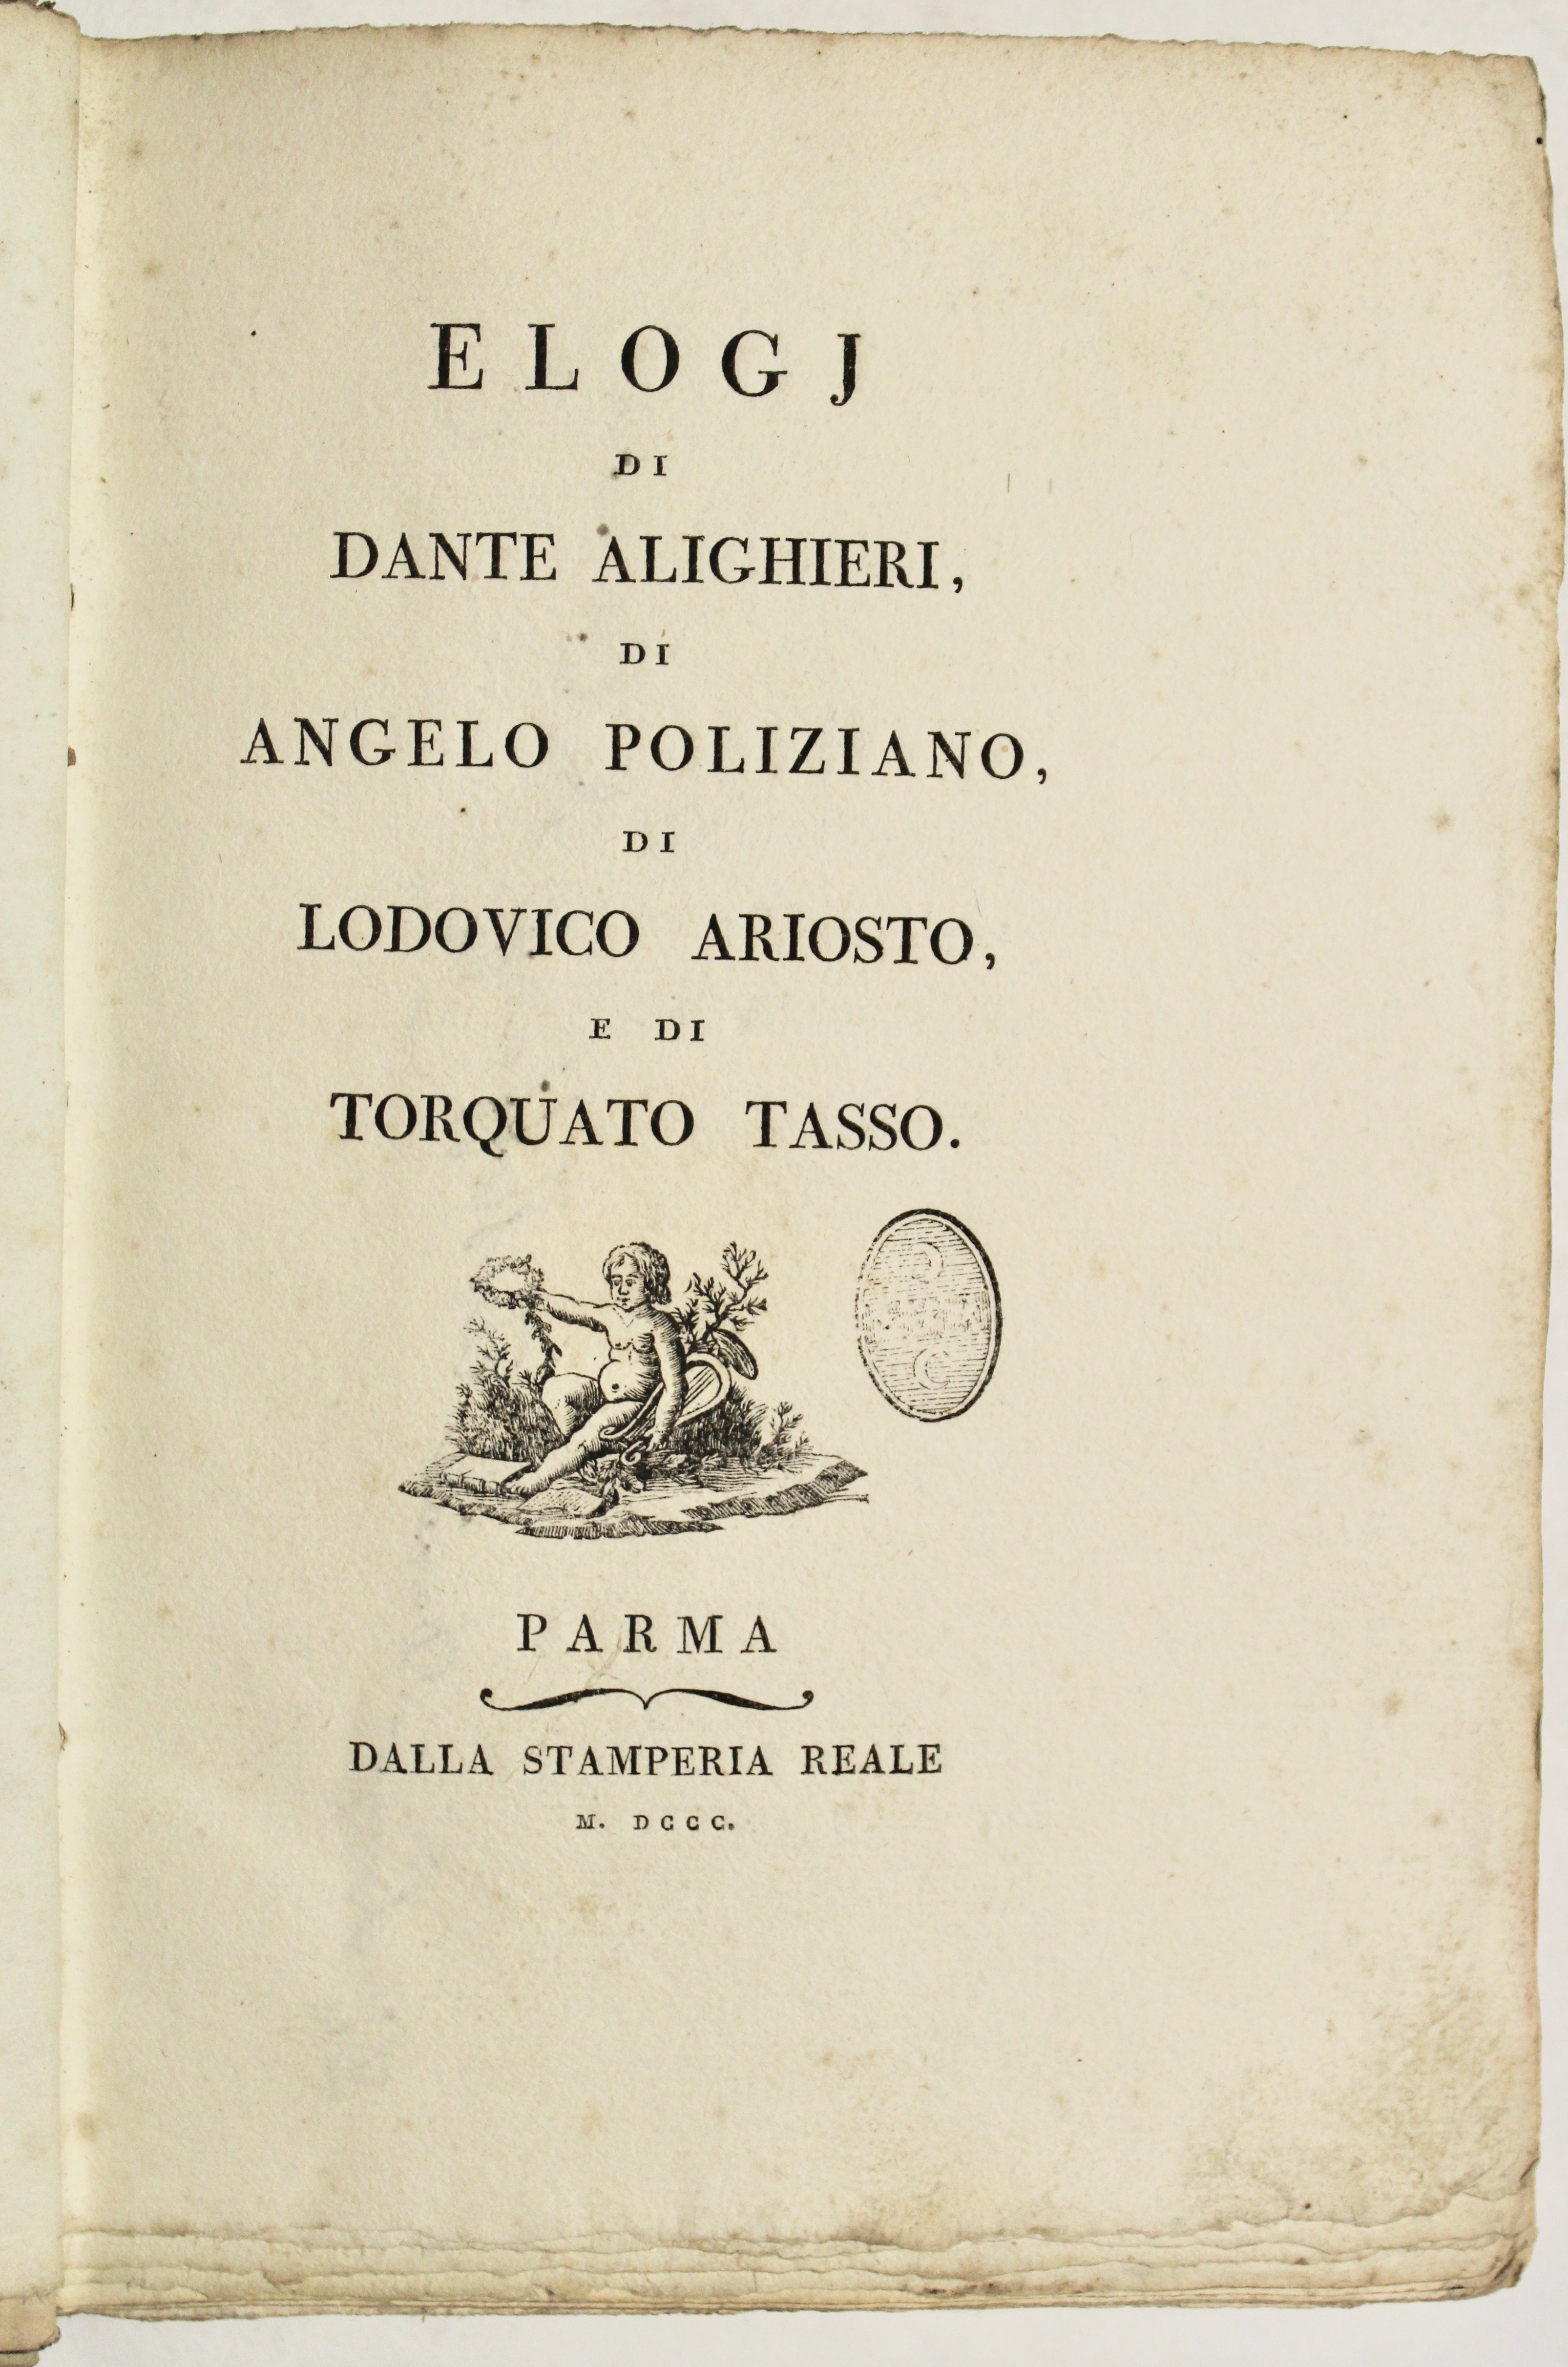 ELOGJ
DI
DANTE ALIGHIERI,
DI
ANGELO POLIZIANO,
DI
LODOVICO ARIOSTO,
E DI
TORQUATO TASSO.
PARMA
DALLA STAMPERIA REALE
M. DCCC.